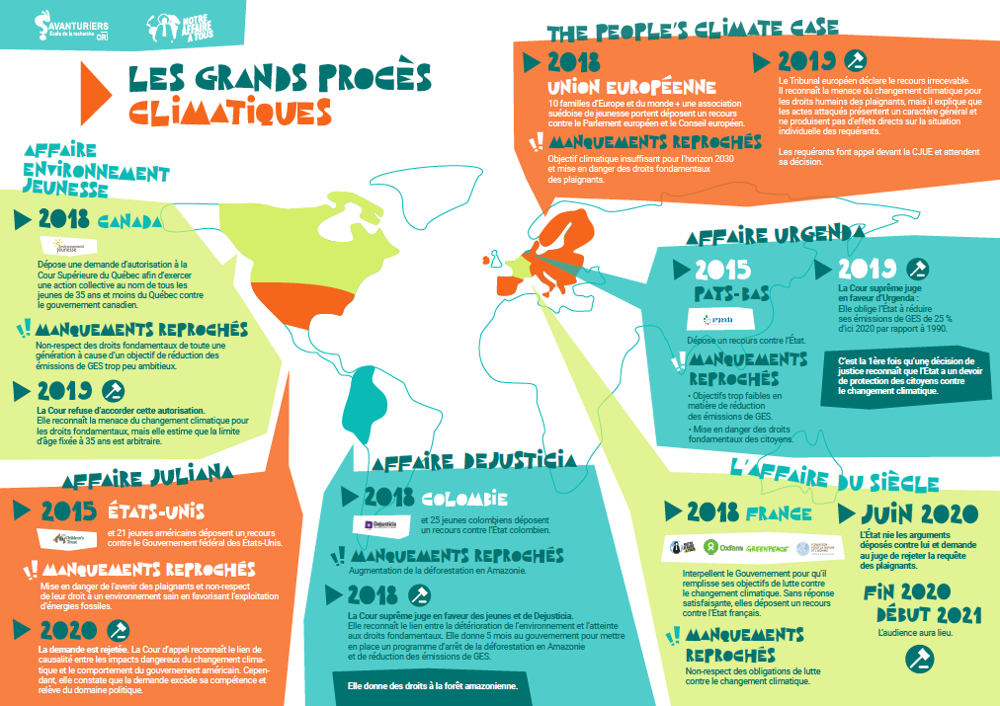 SAVANTURIERS
École de la recherche
CRI
NOTRE
AFFAIRE
À TOUS
LES GRANDS PROCÈS
CLIMATIQUES
THE PEOPLE'S CLIMATE CASE
2018
UNION EUROPÉENNE
10 familles d'Europe et du monde + une association
suédoise de jeunesse portent déposent un recours
contre le Parlement européen et le Conseil européen.
!! MANQUEMENTS REPROCHÉS
Objectif climatique insuffisant pour l'horizon 2030
et mise en danger des droits fondamentaux
des plaignants.
2019
Le Tribunal européen déclare le recours irrecevable.
Il reconnaît la menace du changement climatique pour
les droits humains des plaignants, mais il explique que
les actes attaqués présentent un caractère général et
ne produisent pas d'effets directs sur la situation
individuelle des requérants.
Les requérants font appel devant la CJUE et attendent
sa décision.
AFFAIRE
ENVIRONNEMENT
JEUNESSE
2018 CANADA
environnement
jeunesse
Dépose une demande d'autorisation à la
Cour Supérieure du Québec afin d'exercer
une action collective au nom de tous les
jeunes de 35 ans et moins du Québec contre
le gouvernement canadien.
!! MANQUEMENTS REPROCHÉS
Non-respect des droits fondamentaux de toute une
génération à cause d'un objectif de réduction des
émissions de GES trop peu ambitieux.
2019
La Cour refuse d'accorder cette autorisation.
Elle reconnaît la menace du changement climatique pour
les droits fondamentaux, mais elle estime que la limite
d'âge fixée à 35 ans est arbitraire.
AFFAIRE URGENDA
2015
PAYS-BAS
urgenda
Dépose un recours contre l'État.
!! MANQUEMENTS
REPROCHÉS
• Objectifs trop faibles en
matière de réduction
des émissions de GES.
• Mise en danger des droits
fondamentaux des citoyens.
2019
La Cour suprême juge
en faveur d'Urgenda :
Elle oblige l'État à réduire
ses émissions de GES de 25 %
d'ici 2020 par rapport à 1990.
C'est la 1ère fois qu'une décision de
justice reconnaît que l'État a un devoir
de protection des citoyens contre
le changement climatique.
AFFAIRE JULIANA
2015 ÉTATS-UNIS
Children's
Trust
et 21 jeunes américains déposent un recours
contre le Gouvernement fédéral des États-Unis.
!! MANQUEMENTS REPROCHÉS
Mise en danger de l'avenir des plaignants et non-respect
de leur droit à un environnement sain en favorisant l'exploitation
d'énergies fossiles.
2020
La demande est rejetée. La Cour d'appel reconnaît le lien de
causalité entre les impacts dangereux du changement clima-
tique et le comportement du gouvernement américain. Cepen-
dant, elle constate que la demande excède sa compétence et
relève du domaine politique.
AFFAIRE DEJUSTICIA
2018 COLOMBIE
Dejusticia
et 25 jeunes colombiens déposent
un recours contre l'État colombien.
!! MANQUEMENTS REPROCHÉS
Augmentation de la déforestation en Amazonie.
2018
La Cour suprême juge en faveur des jeunes et de Dejusticia.
Elle reconnaît le lien entre la détérioration de l'environnement et l'atteinte
aux droits fondamentaux. Elle donne 5 mois au gouvernement pour mettre
en place un programme d'arrêt de la déforestation en Amazonie
et de réduction des émissions de GES.
Elle donne des droits à la forêt amazonienne.
L'AFFAIRE DU SIÈCLE
2018 FRANCE
Oxfam GREENPEACE
Interpellent le Gouvernement pour qu'il
remplisse ses objectifs de lutte contre
le changement climatique. Sans réponse
satisfaisante, elles déposent un recours
contre l'État français.
!! MANQUEMENTS
REPROCHÉS
Non-respect des obligations de lutte
contre le changement climatique.
JUIN 2020
L'État nie les arguments
déposés contre lui et demande
au juge de rejeter la requête
des plaignants.
FIN 2020
DÉBUT 2021
L'audience aura lieu.